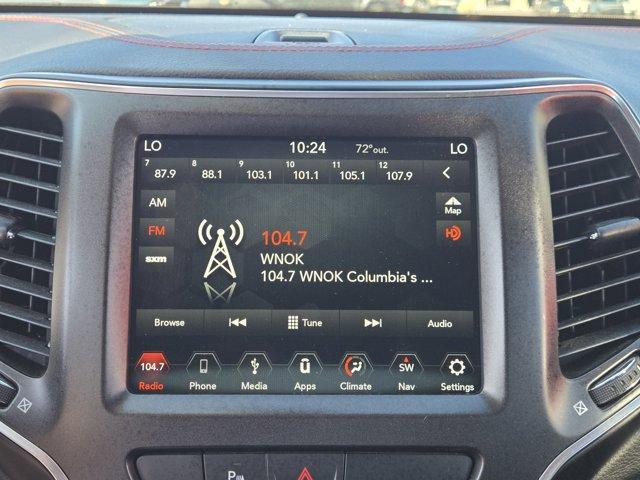 LO 10:24 72°out. LO
7 8 9 10 11 12
87.9 88.1 103.1 101.1 105.1 107.9
AM
Map
FM
104.7
HD
WNOK
sxm
104.7 WNOK Columbia's ...
Browse Tune Audio
104.7 SW
Radio Phone Media Apps Climate Nav Settings
P